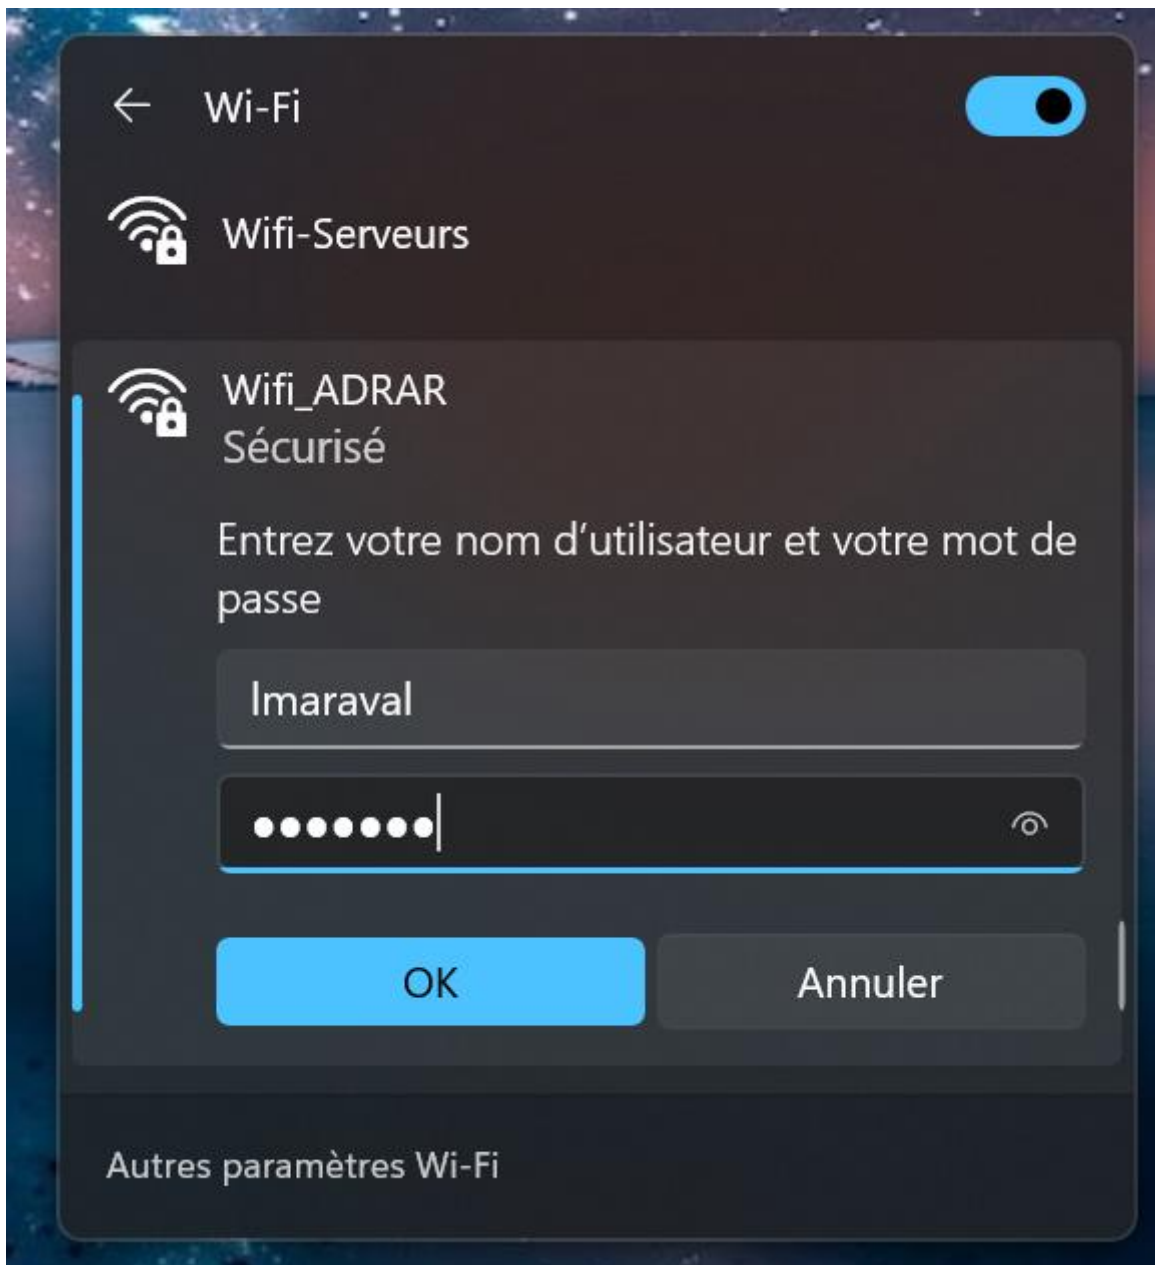 Wi-Fi
Wifi-Serveurs
Wifi_ADRAR
Sécurisé
Entrez votre nom d’utilisateur et votre mot de
passe
lmaraval
•••••••
OK
Annuler
Autres paramètres Wi-Fi